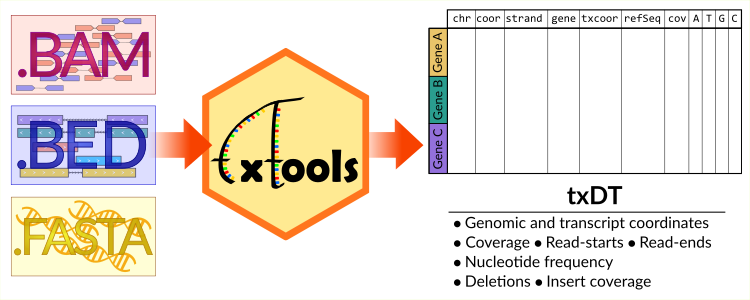 .BAM
.BED
.FASTA
txtools
chr coor strand gene txcoor refSeq cov A T G C
Gene A
Gene B
Gene C
txDT
● Genomic and transcript coordinates
● Coverage ● Read-starts ● Read-ends
● Nucleotide frequency
● Deletions ● Insert coverage